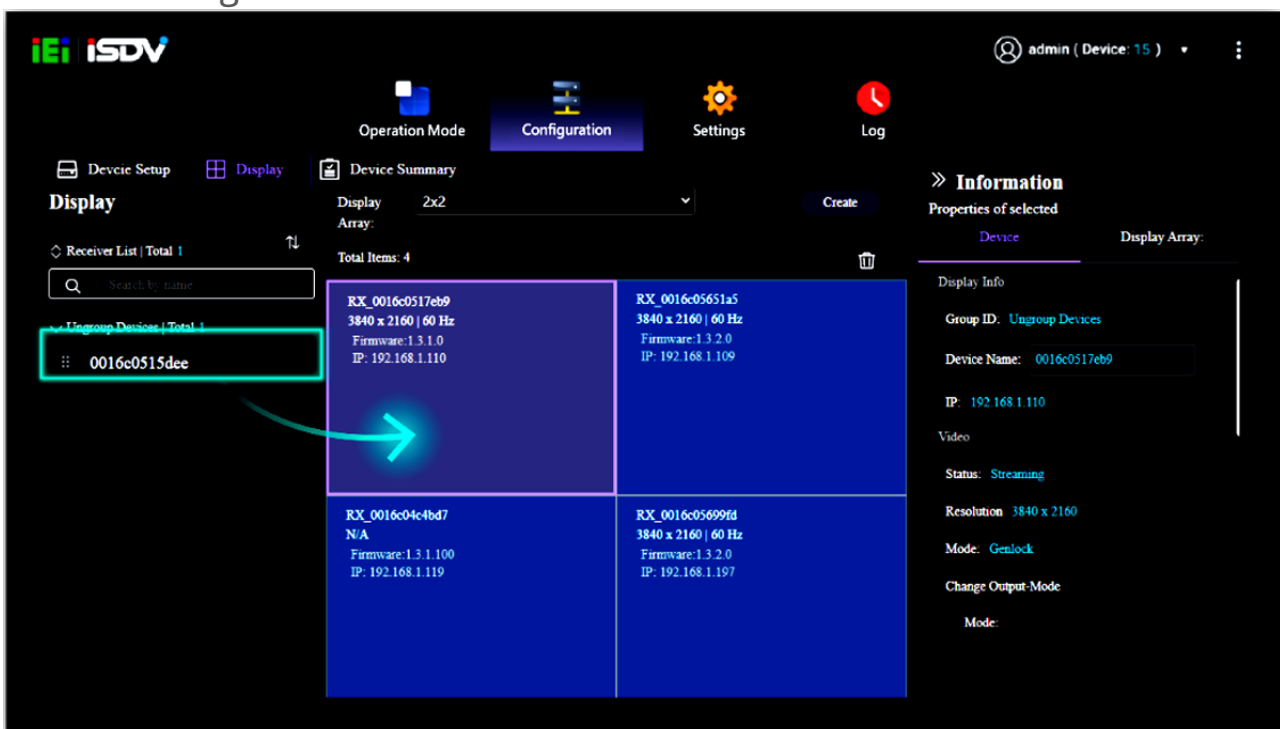 iEi iSDV
admin ( Device: 15 )
Operation Mode
Configuration
Settings
Log
Devcie Setup
Display
Device Summary
Display
Receiver List | Total 1
Search by name
Ungroup Devices | Total 1
0016c0515dee
Display Array:
2x2
Create
Total Items: 4
RX_0016c0517eb9
3840 x 2160 | 60 Hz
Firmware:1.3.1.0
IP: 192.168.1.110
RX_0016c05651a5
3840 x 2160 | 60 Hz
Firmware:1.3.2.0
IP: 192.168.1.109
RX_0016c04c4bd7
N/A
Firmware:1.3.1.100
IP: 192.168.1.119
RX_0016c05699fd
3840 x 2160 | 60 Hz
Firmware:1.3.2.0
IP: 192.168.1.197
Information
Properties of selected
Device
Display Array:
Display Info
Group ID: Ungroup Devices
Device Name: 0016c0517eb9
IP: 192.168.1.110
Video
Status: Streaming
Resolution 3840 x 2160
Mode: Genlock
Change Output-Mode
Mode: